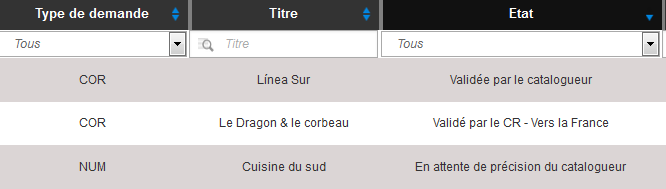 Type de demande Titre Etat
Tous Titre Tous
COR Línea Sur Validée par le catalogueur
COR Le Dragon & le corbeau Validé par le CR - Vers la France
NUM Cuisine du sud En attente de précision du catalogueur